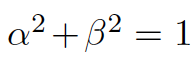 α² + β² = 1